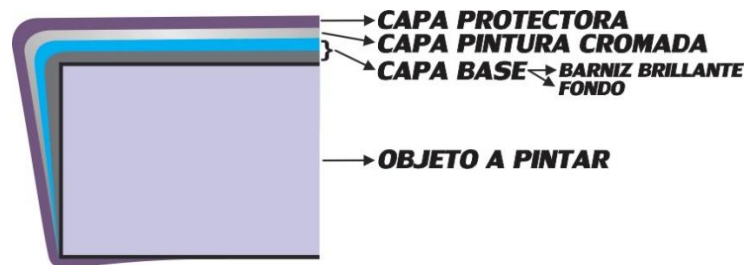 CAPA PROTECTORA
CAPA PINTURA CROMADA
CAPA BASE
BARNIZ BRILLANTE
FONDO
OBJETO A PINTAR